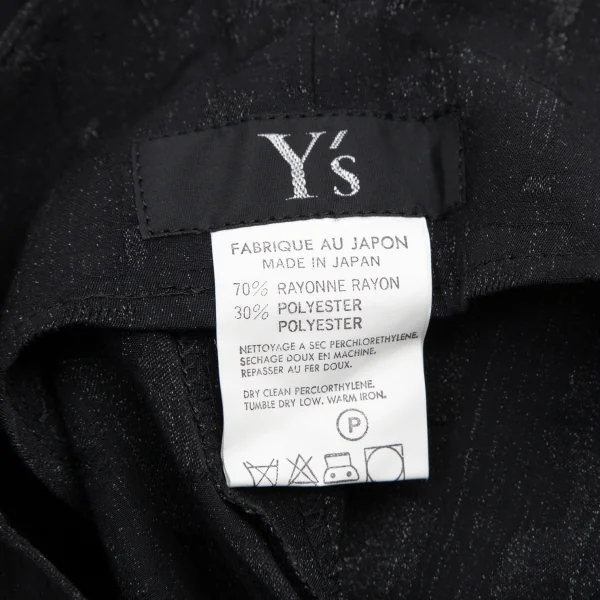 Y's
FABRIQUE AU JAPON
MADE IN JAPAN
70% RAYONNE RAYON
30% POLYESTER
POLYESTER
NETTOYAGE A SEC PERCHLORETHYLENE,
SECHAGE DOUX EN MACHINE,
REPASSER AU FER DOUX.
DRY CLEAN PERCLORTHYLENE,
TUMBLE DRY LOW, WARM IRON.
P